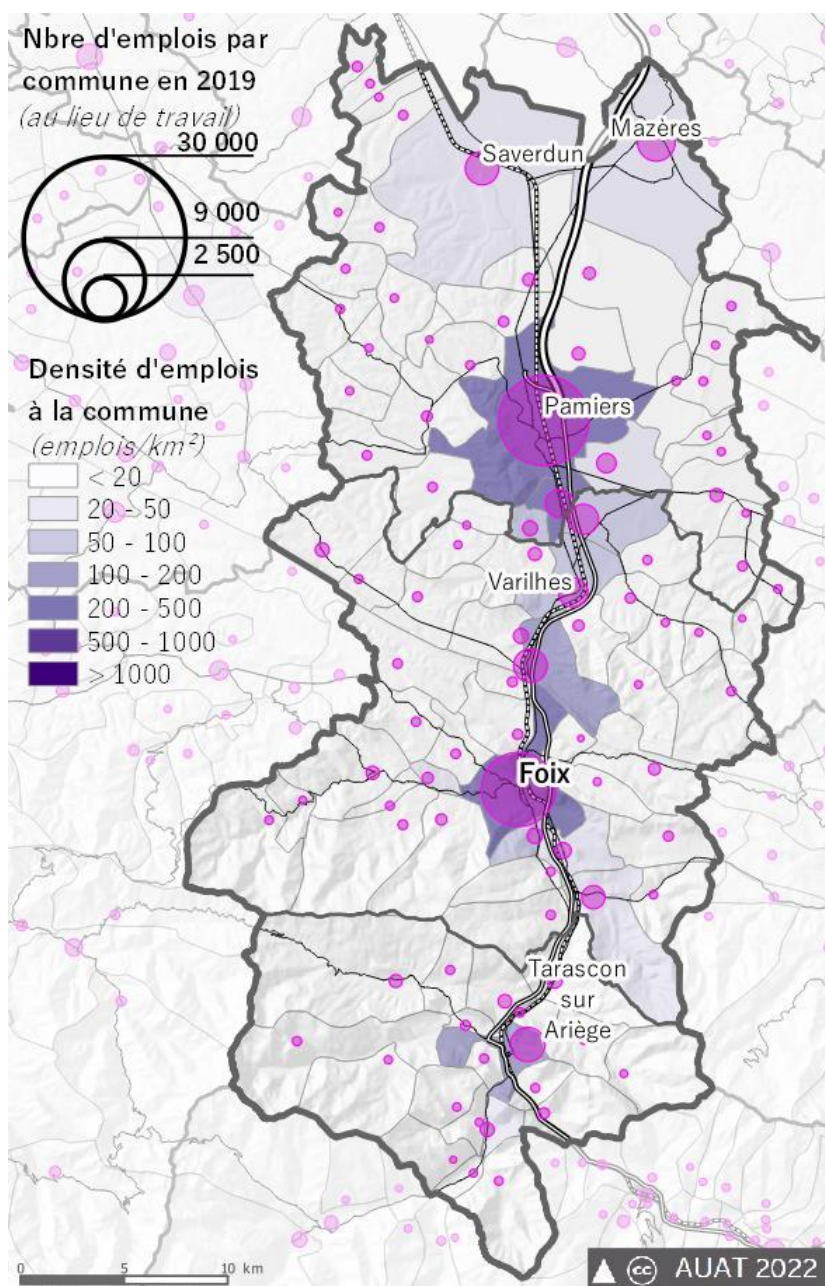 Nbre d'emplois par
commune en 2019
(au lieu de travail)
30 000
9 000
2 500
Densité d'emplois
à la commune
(emplois/km²)
< 20
20 - 50
50 - 100
100 - 200
200 - 500
500 - 1000
> 1000
Mazères
Saverdun
Pamiers
Varilhes
Foix
Tarascon
sur
Ariège
0 5 10 km
cc AUAT 2022